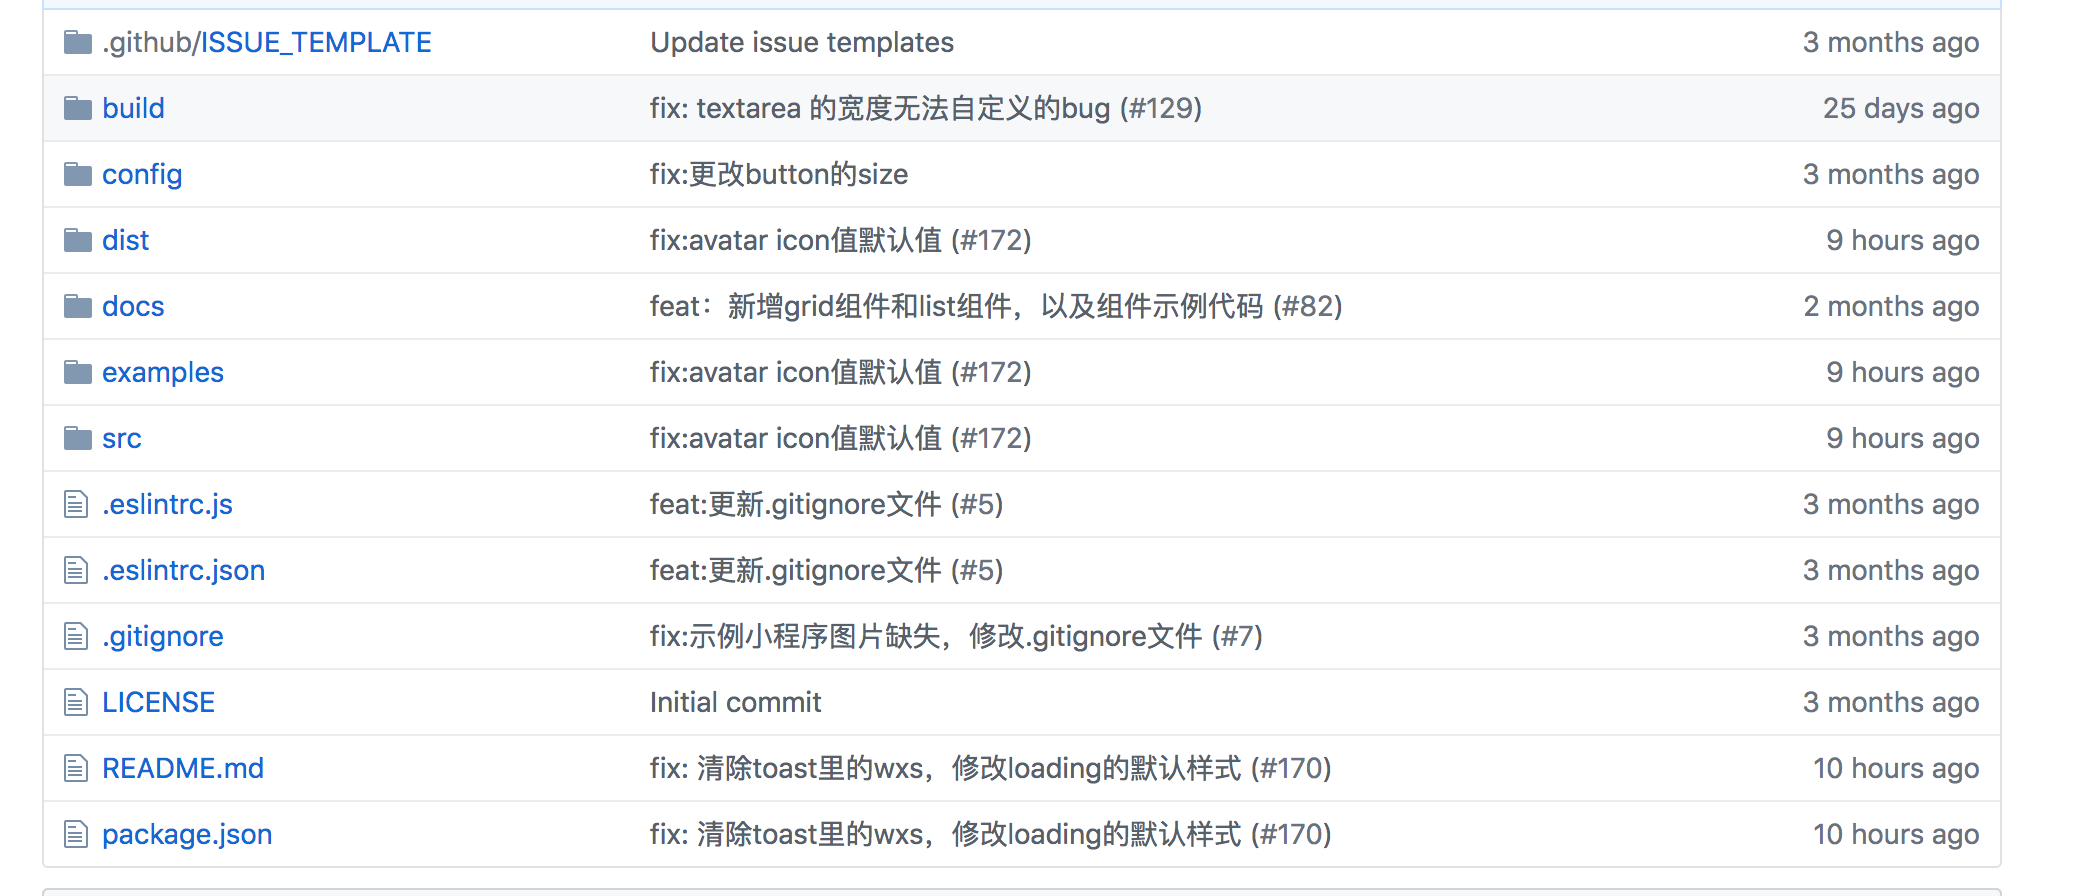 .github/ISSUE_TEMPLATE Update issue templates 3 months ago
build fix: textarea 的宽度无法自定义的bug (#129) 25 days ago
config fix:更改button的size 3 months ago
dist fix:avatar icon值默认值 (#172) 9 hours ago
docs feat：新增grid组件和list组件，以及组件示例代码 (#82) 2 months ago
examples fix:avatar icon值默认值 (#172) 9 hours ago
src fix:avatar icon值默认值 (#172) 9 hours ago
.eslintrc.js feat:更新.gitignore文件 (#5) 3 months ago
.eslintrc.json feat:更新.gitignore文件 (#5) 3 months ago
.gitignore fix:示例小程序图片缺失，修改.gitignore文件 (#7) 3 months ago
LICENSE Initial commit 3 months ago
README.md fix: 清除toast里的wxs，修改loading的默认样式 (#170) 10 hours ago
package.json fix: 清除toast里的wxs，修改loading的默认样式 (#170) 10 hours ago